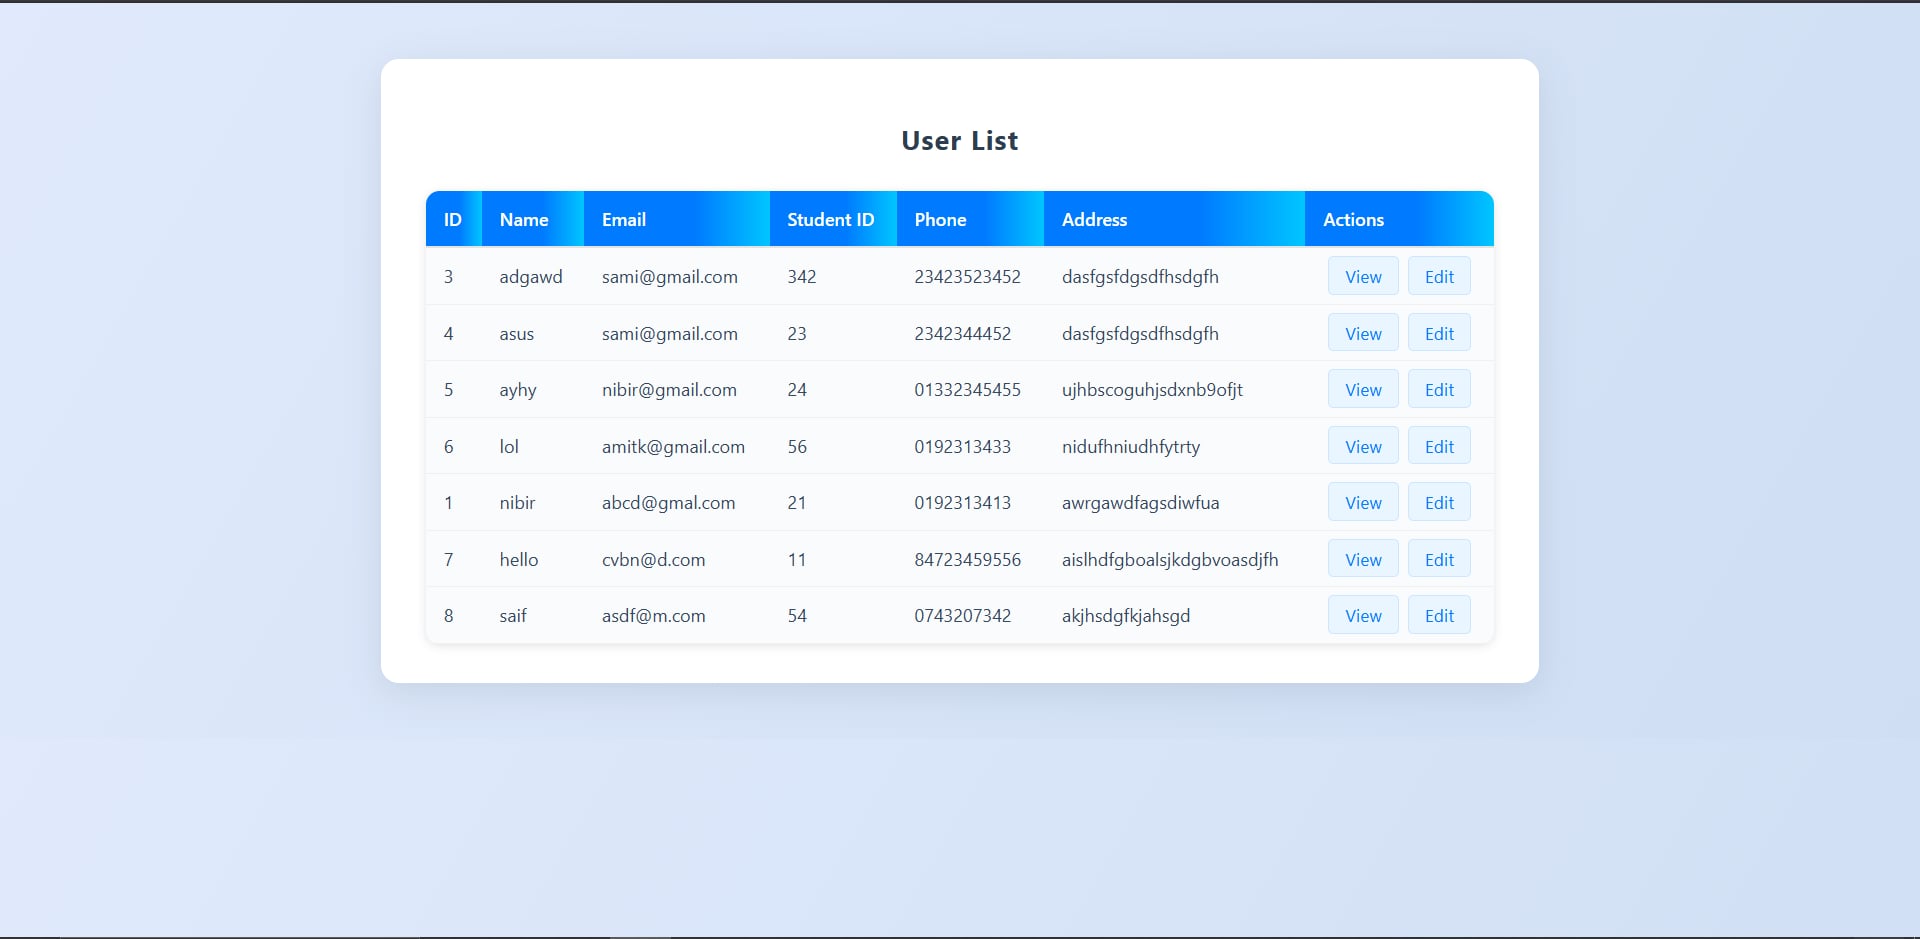 User List
ID Name Email Student ID Phone Address Actions
3 adgawd sami@gmail.com 342 23423523452 dasfgsfdgsdfhsdgfh View Edit
4 asus sami@gmail.com 23 2342344452 dasfgsfdgsdfhsdgfh View Edit
5 ayhy nibir@gmail.com 24 01332345455 ujhbscoguhjsdxnb9ofjt View Edit
6 lol amitk@gmail.com 56 0192313433 nidufhniudhfytrty View Edit
1 nibir abcd@gmal.com 21 0192313413 awrgawdfagsdiwfua View Edit
7 hello cvbn@d.com 11 84723459556 aislhdfgboalsjkdgbvoasdjfh View Edit
8 saif asdf@m.com 54 0743207342 akjhsdgfkjahsgd View Edit